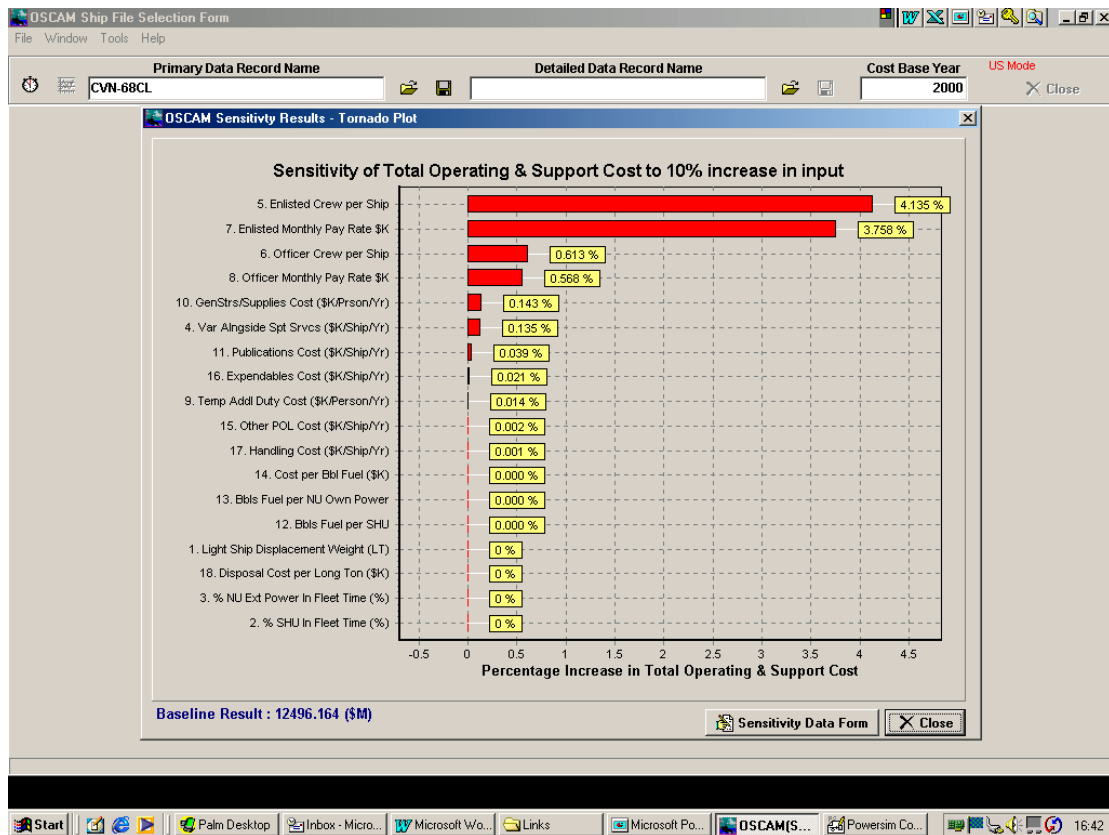 OSCAM Ship File Selection Form
File Window Tools Help
Primary Data Record Name
Detailed Data Record Name
Cost Base Year
US Mode
CVN-68CL
2000
Close
OSCAM Sensitivty Results - Tornado Plot
Sensitivity of Total Operating & Support Cost to 10% increase in input
5. Enlisted Crew per Ship 4.135 %
7. Enlisted Monthly Pay Rate $K 3.758 %
6. Officer Crew per Ship 0.613 %
8. Officer Monthly Pay Rate $K 0.568 %
10. GenStrs/Supplies Cost ($K/Prson/Yr) 0.143 %
4. Var Alngside Spt Srvcs ($K/Ship/Yr) 0.135 %
11. Publications Cost ($K/Ship/Yr) 0.039 %
16. Expendables Cost ($K/Ship/Yr) 0.021 %
9. Temp Addl Duty Cost ($K/Person/Yr) 0.014 %
15. Other POL Cost ($K/Ship/Yr) 0.002 %
17. Handling Cost ($K/Ship/Yr) 0.001 %
14. Cost per Bbl Fuel ($K) 0.000 %
13. Bbls Fuel per NU Own Power 0.000 %
12. Bbls Fuel per SHU 0.000 %
1. Light Ship Displacement Weight (LT) 0 %
18. Disposal Cost per Long Ton ($K) 0 %
3. % NU Ext Power In Fleet Time (%) 0 %
2. % SHU In Fleet Time (%) 0 %
-0.5 0 0.5 1 1.5 2 2.5 3 3.5 4 4.5
Percentage Increase in Total Operating & Support Cost
Baseline Result : 12496.164 ($M)
Sensitivity Data Form
Close
Start Palm Desktop Inbox - Micro... Microsoft Wo... Links Microsoft Po... OSCAM(S... Powersim Co... 16:42